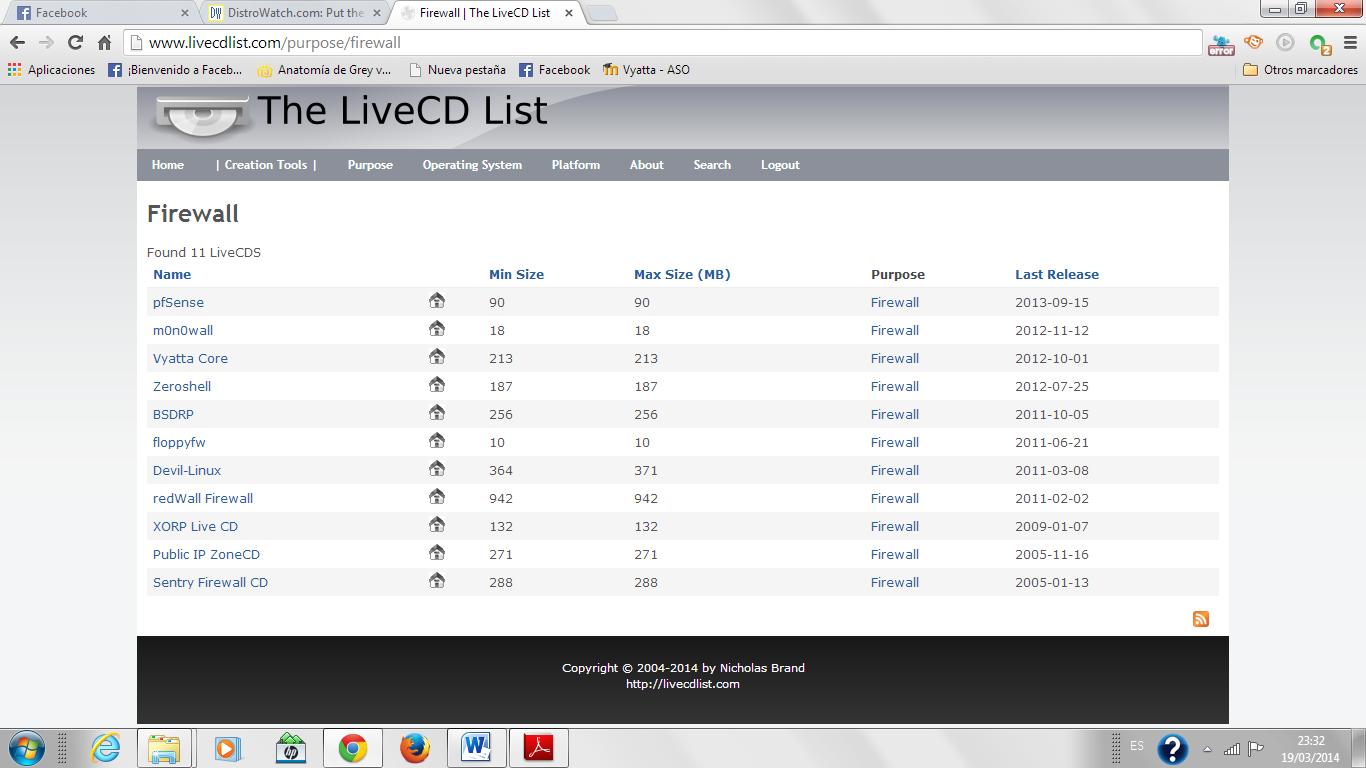 Facebook
DistroWatch.com: Put the
Firewall | The LiveCD List
www.livecdlist.com/purpose/firewall
error
2
Aplicaciones
¡Bienvenido a Faceb...
Anatomía de Grey v...
Nueva pestaña
Facebook
Vyatta - ASO
Otros marcadores
The LiveCD List
Home | Creation Tools | Purpose Operating System Platform About Search Logout
Firewall
Found 11 LiveCDS
Name Min Size Max Size (MB) Purpose Last Release
pfSense 90 90 Firewall 2013-09-15
m0n0wall 18 18 Firewall 2012-11-12
Vyatta Core 213 213 Firewall 2012-10-01
Zeroshell 187 187 Firewall 2012-07-25
BSDRP 256 256 Firewall 2011-10-05
floppyfw 10 10 Firewall 2011-06-21
Devil-Linux 364 371 Firewall 2011-03-08
redWall Firewall 942 942 Firewall 2011-02-02
XORP Live CD 132 132 Firewall 2009-01-07
Public IP ZoneCD 271 271 Firewall 2005-11-16
Sentry Firewall CD 288 288 Firewall 2005-01-13
Copyright © 2004-2014 by Nicholas Brand
http://livecdlist.com
hp
W
ES
?
23:32
19/03/2014